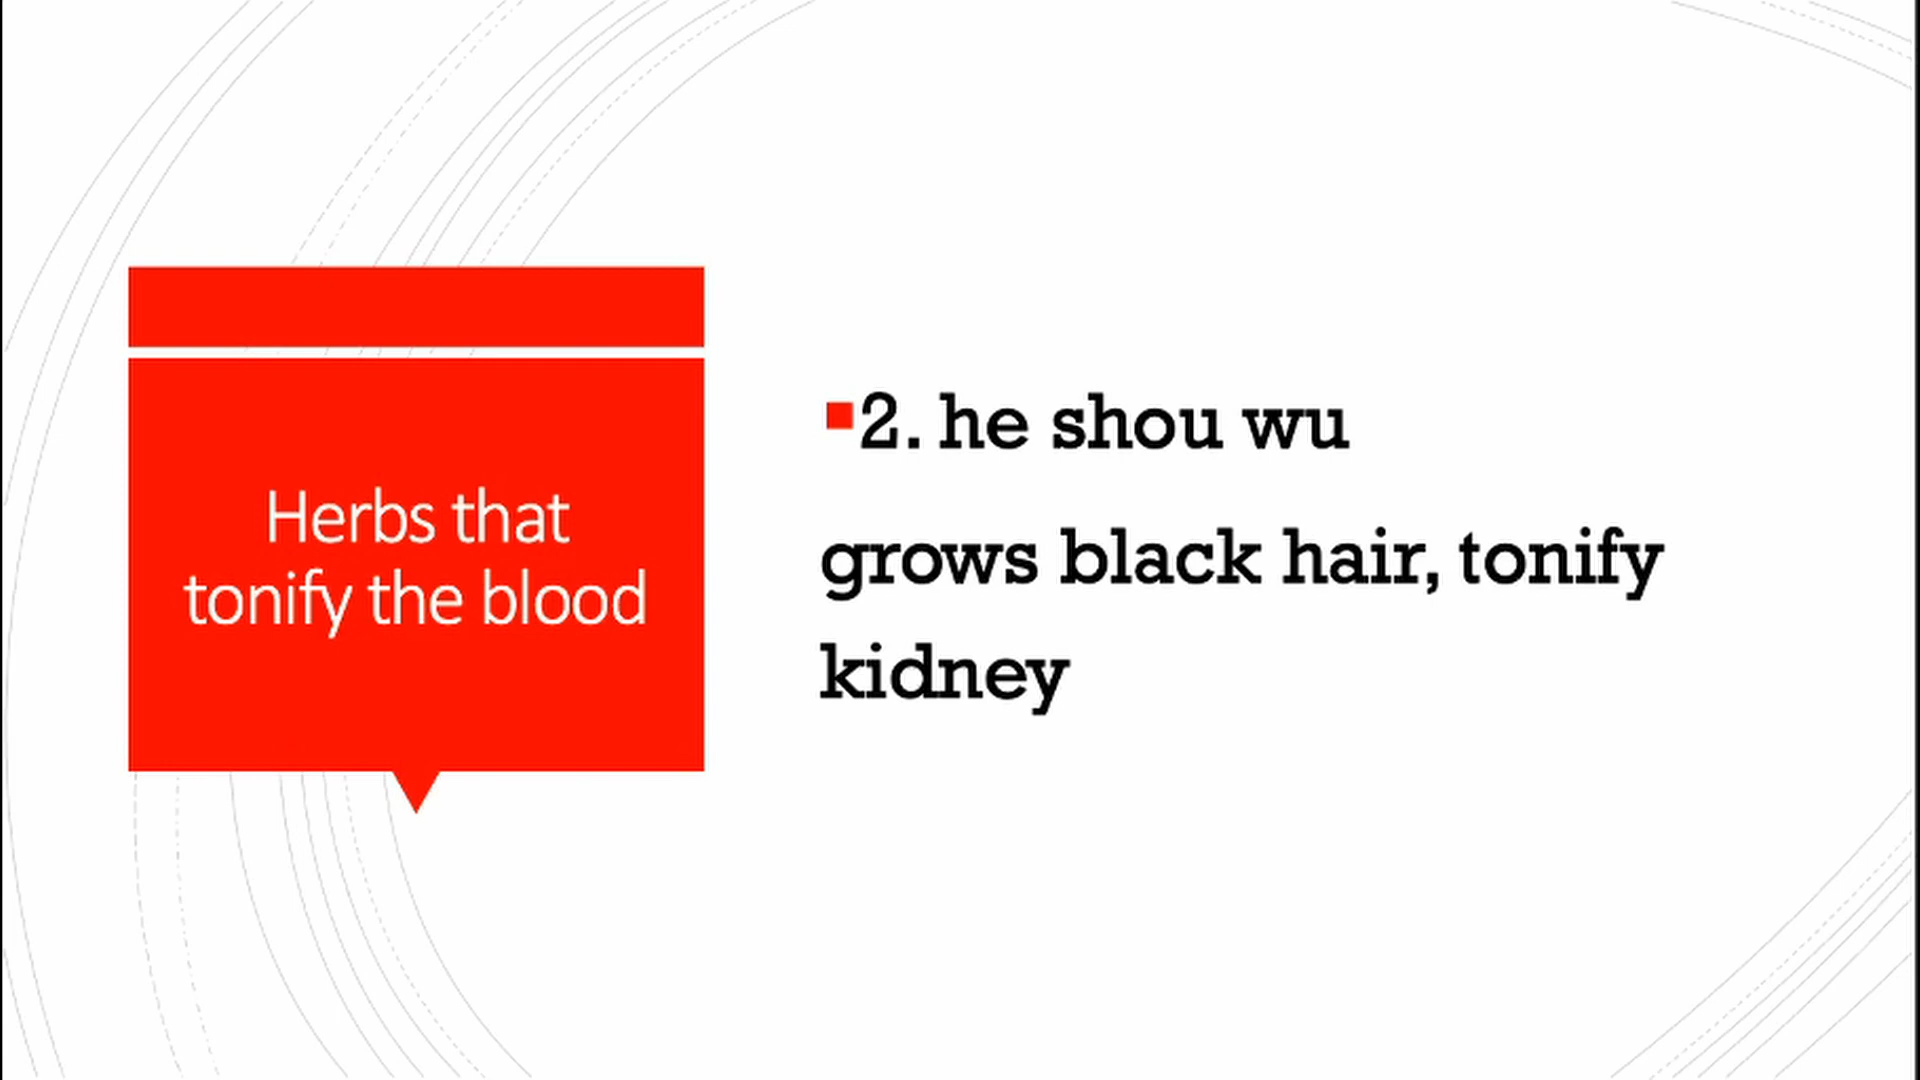 Herbs that
tonify the blood
2. he shou wu
grows black hair, tonify
kidney